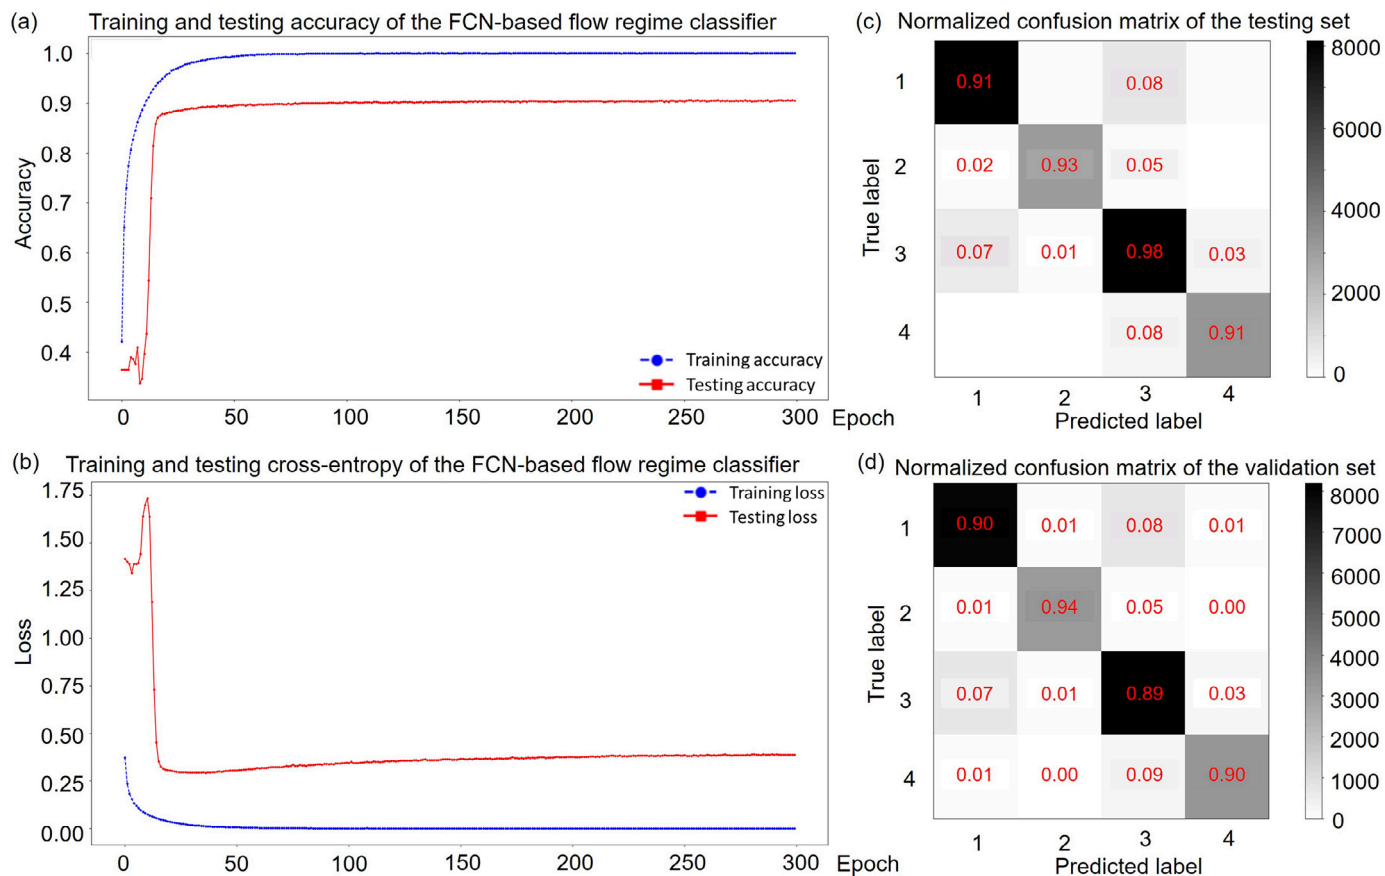 (a) Training and testing accuracy of the FCN-based flow regime classifier
1.0
0.9
0.8
0.7
0.6
0.5
0.4
Accuracy
Training accuracy
Testing accuracy
0 50 100 150 200 250 300 Epoch
(b) Training and testing cross-entropy of the FCN-based flow regime classifier
1.75
1.50
1.25
1.00
0.75
0.50
0.25
0.00
Loss
Training loss
Testing loss
0 50 100 150 200 250 300 Epoch
(c) Normalized confusion matrix of the testing set
True label
1 0.91 0.08
2 0.02 0.93 0.05
3 0.07 0.01 0.98 0.03
4 0.08 0.91
1 2 3 4
Predicted label
8000
6000
4000
2000
0
(d) Normalized confusion matrix of the validation set
True label
1 0.90 0.01 0.08 0.01
2 0.01 0.94 0.05 0.00
3 0.07 0.01 0.89 0.03
4 0.01 0.00 0.09 0.90
1 2 3 4
Predicted label
8000
7000
6000
5000
4000
3000
2000
1000
0